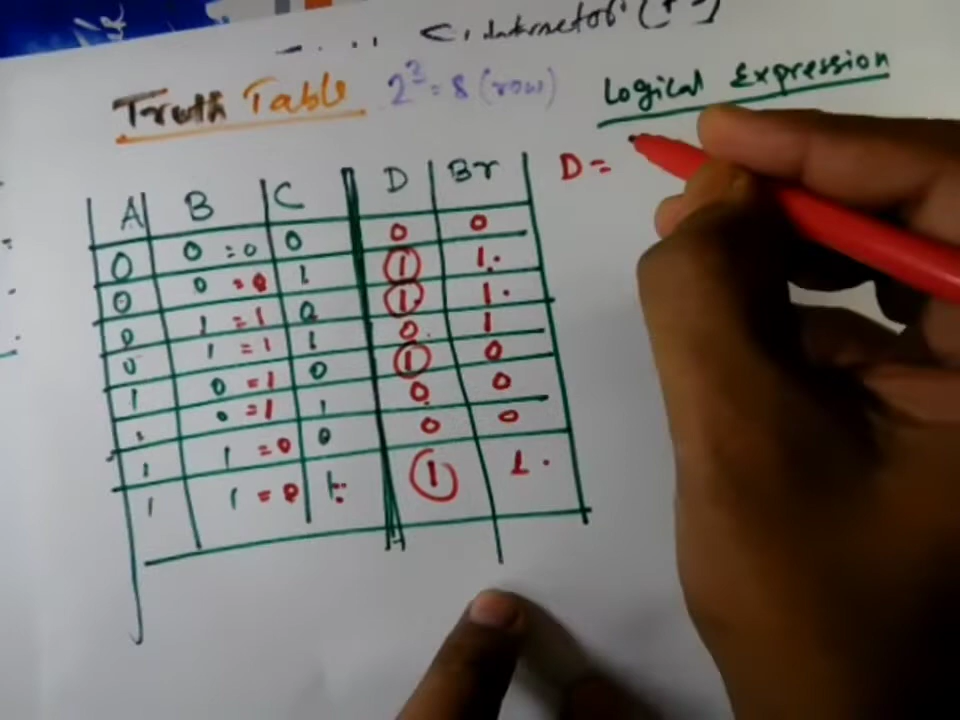 Truth Table 2³ = 8 (row) Logical Expression
A B C D Br D =
0 0 = 0 0 0 0
0 0 = 0 1 1 1.
0 1 = 1 0 1. 1.
0 1 = 1 1 0. 1
1 0 = 1 0 1 0
1 0 = 1 1 0 0
1 1 = 0 0 0 0
1 1 = 0 1 1 1.